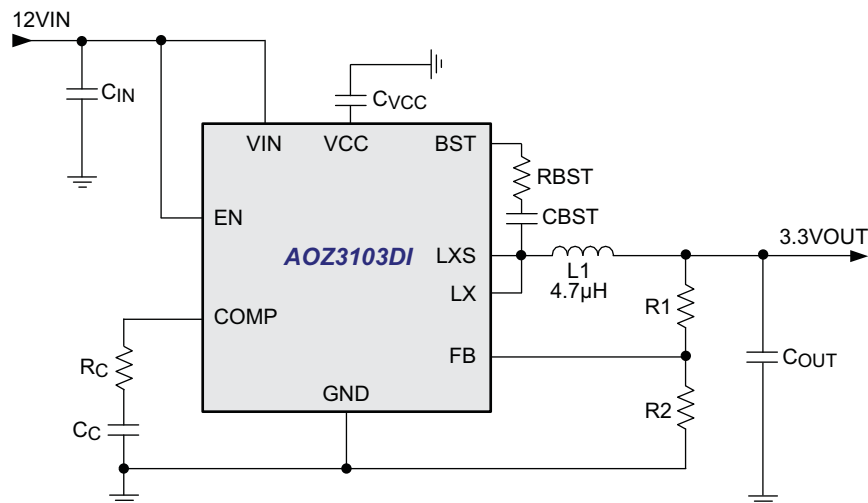 12VIN
CIN
CVCC
VIN
VCC
BST
RBST
CBST
EN
AOZ3103DI
LXS
L1
4.7µH
3.3VOUT
LX
R1
COMP
FB
COUT
RC
GND
R2
CC